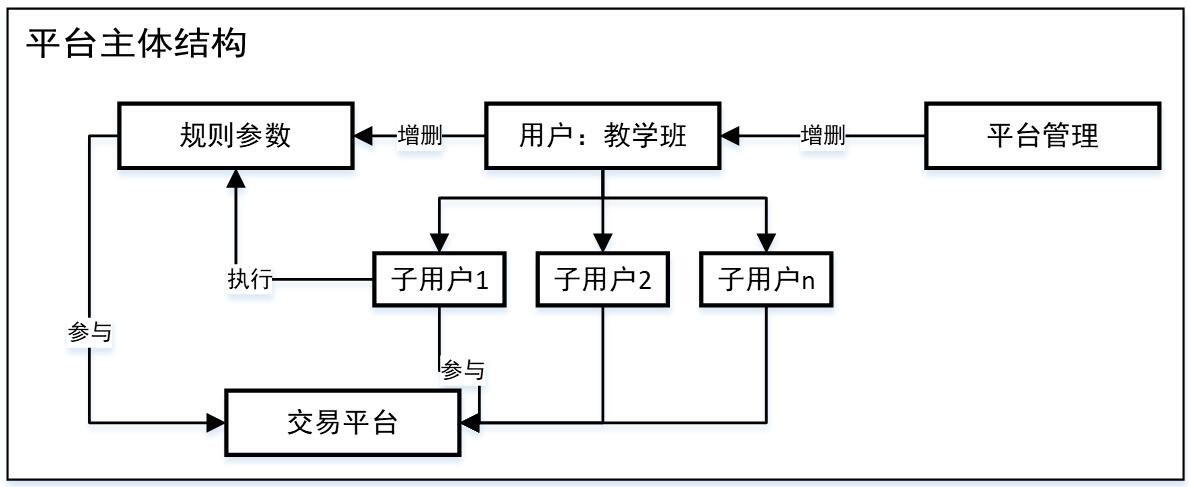 平台主体结构
规则参数
增删
用户：教学班
增删
平台管理
执行
子用户1
子用户2
子用户n
参与
参与
交易平台